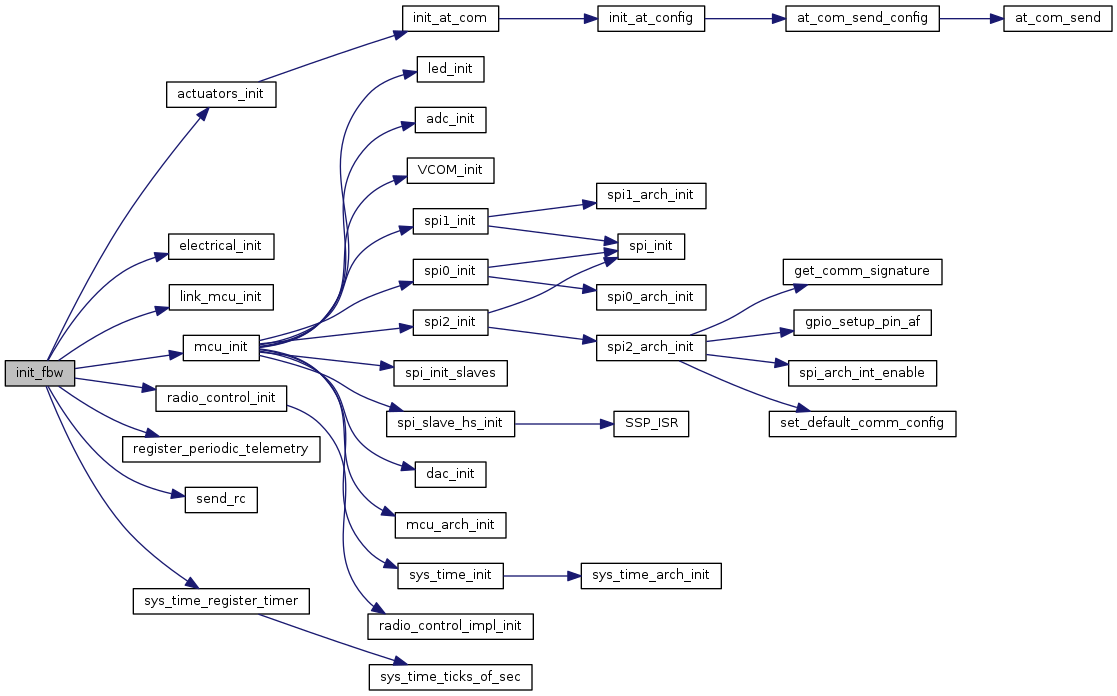 init_at_com
init_at_config
at_com_send_config
at_com_send
led_init
actuators_init
adc_init
VCOM_init
spi1_arch_init
spi1_init
electrical_init
spi_init
spi0_init
get_comm_signature
link_mcu_init
spi0_arch_init
spi2_init
gpio_setup_pin_af
mcu_init
spi2_arch_init
init_fbw
spi_init_slaves
spi_arch_int_enable
radio_control_init
spi_slave_hs_init
SSP_ISR
set_default_comm_config
register_periodic_telemetry
dac_init
send_rc
mcu_arch_init
sys_time_init
sys_time_arch_init
sys_time_register_timer
radio_control_impl_init
sys_time_ticks_of_sec